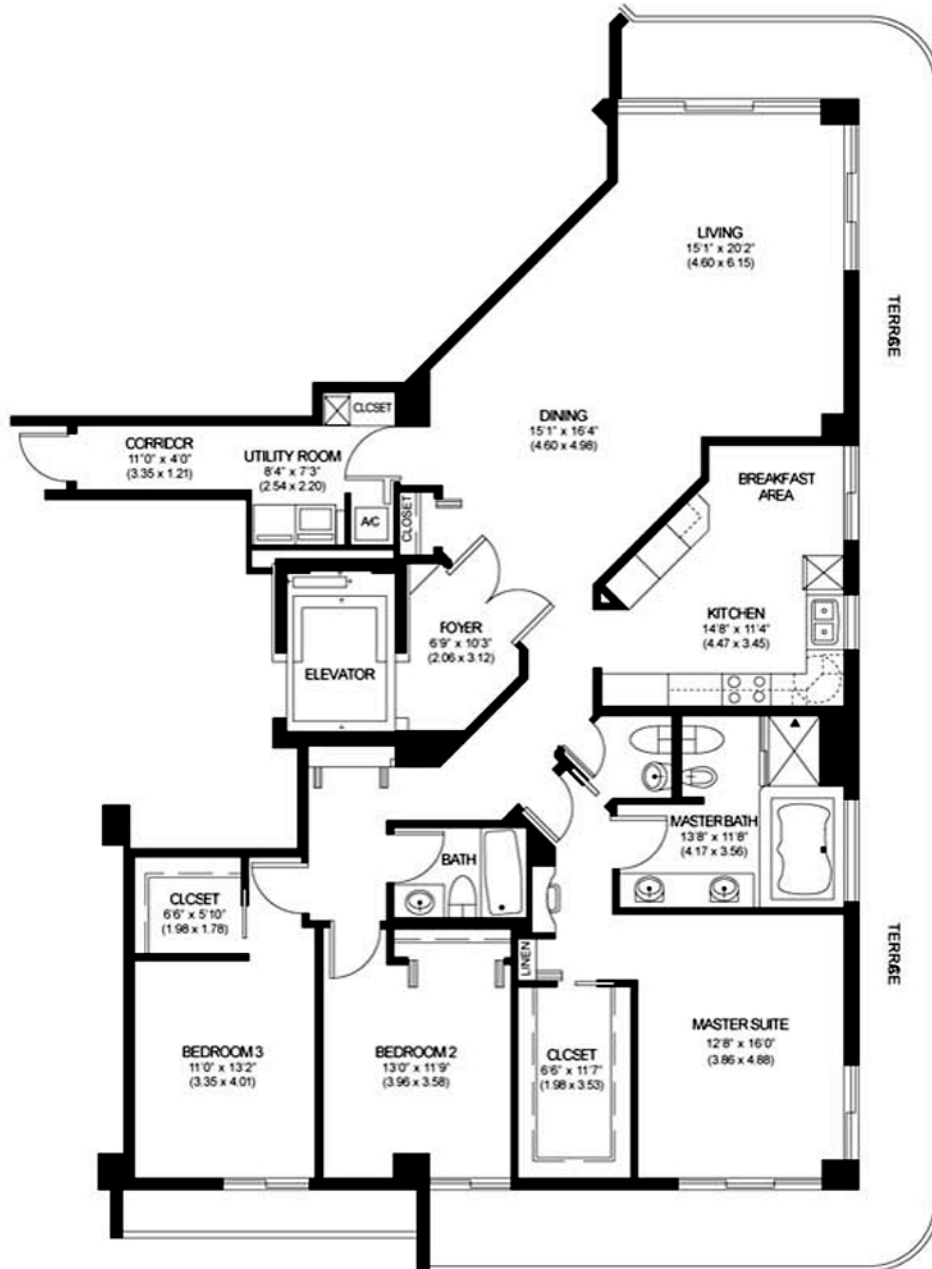 LIVING
15'1" x 20'2"
(4.60 x 6.15)
TERRCE
DINING
15'1" x 16'4"
(4.60 x 4.98)
CLCSET
CORRIDCR
11'0" x 4'0"
(3.35 x 1.21)
UTILITY ROOM
8'4" x 7'3"
(2.54 x 2.20)
A/C
CLOSET
BREAKFAST
AREA
KITCHEN
14'8" x 11'4"
(4.47 x 3.45)
FOYER
6'9" x 10'3"
(2.06 x 3.12)
ELEVATOR
MASTER BATH
13'8" x 11'8"
(4.17 x 3.56)
BATH
CLCSET
6'6" x 5'10"
(1.98 x 1.78)
LINEN
TERRCE
MASTER SUITE
12'8" x 16'0"
(3.86 x 4.88)
BEDROOM 3
11'0" x 13'2"
(3.35 x 4.01)
BEDROOM 2
13'0" x 11'9"
(3.96 x 3.58)
CLCSET
6'6" x 11'7"
(1.98 x 3.53)